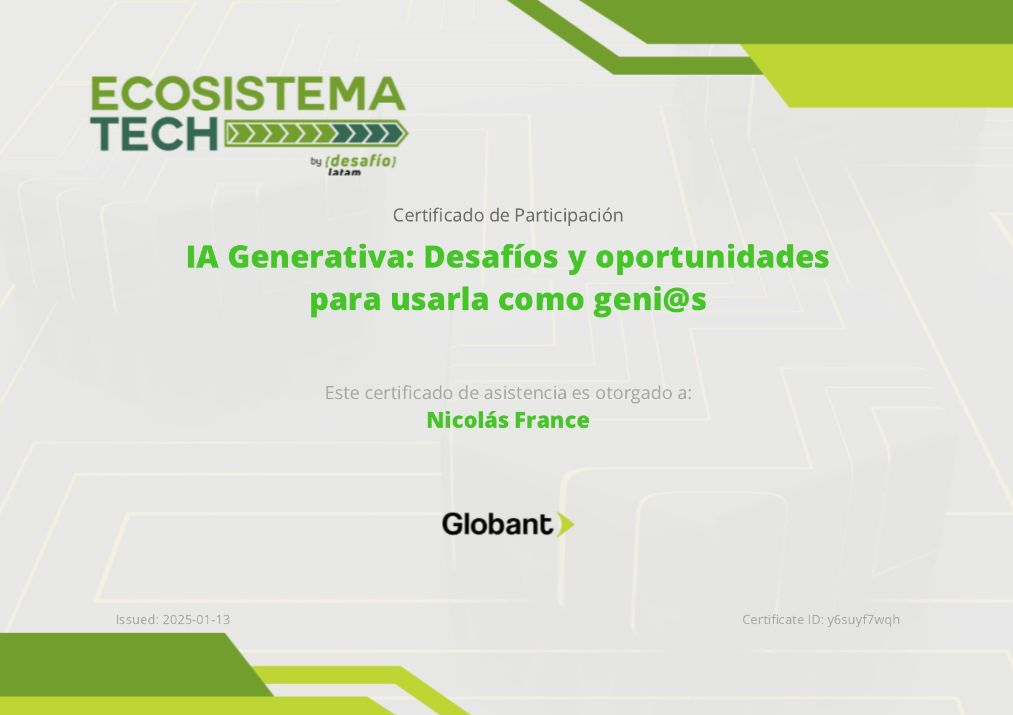 ECOSISTEMA
TECH
by {desafío}
latam
Certificado de Participación
IA Generativa: Desafíos y oportunidades
para usarla como geni@s
Este certificado de asistencia es otorgado a:
Nicolás France
Globant
Issued: 2025-01-13
Certificate ID: y6suyf7wqh